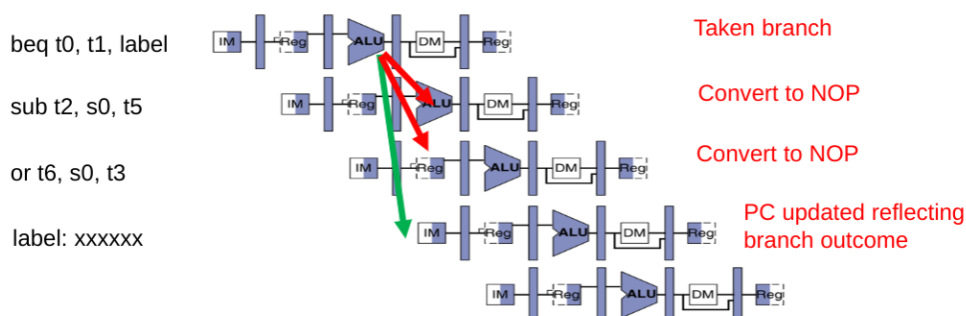 beq t0, t1, label
IM Reg ALU DM Reg
Taken branch
sub t2, s0, t5
IM Reg ALU DM Reg
Convert to NOP
or t6, s0, t3
IM Reg ALU DM Reg
Convert to NOP
label: xxxxxx
IM Reg ALU DM Reg
PC updated reflecting
branch outcome
IM Reg ALU DM Reg